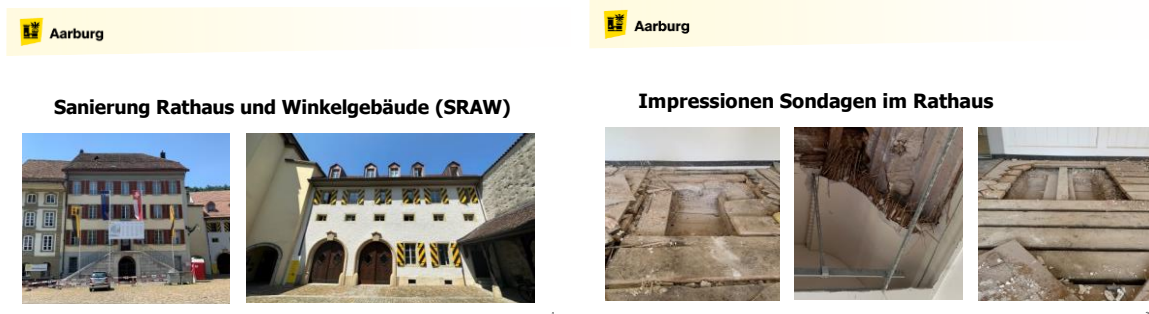 Aarburg
Sanierung Rathaus und Winkelgebäude (SRAW)
Aarburg
Impressionen Sondagen im Rathaus